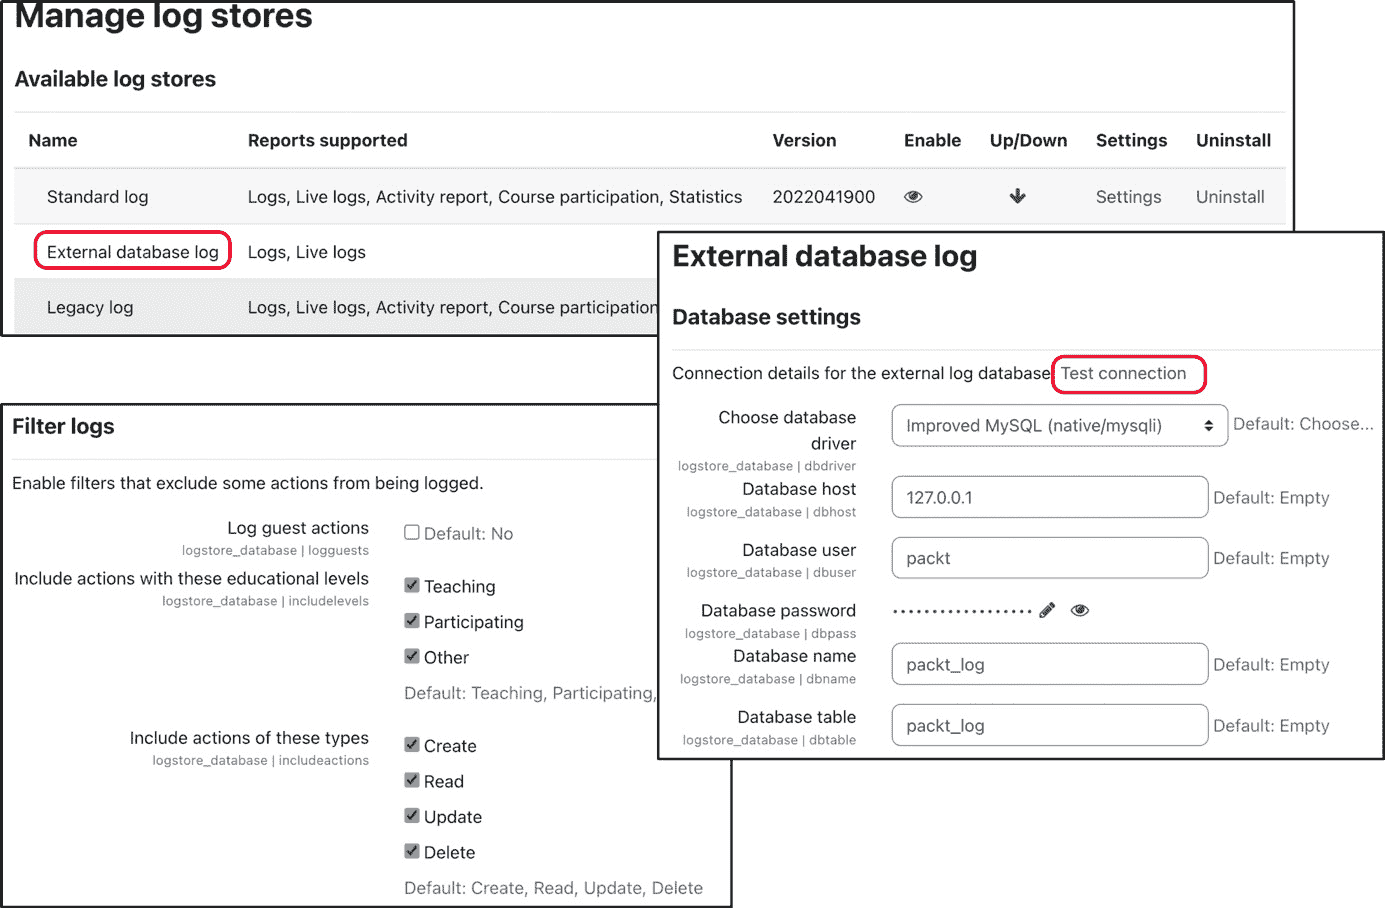 Manage log stores
Available log stores
Name Reports supported Version Enable Up/Down Settings Uninstall
Standard log Logs, Live logs, Activity report, Course participation, Statistics 2022041900 Settings Uninstall
External database log Logs, Live logs
Legacy log Logs, Live logs, Activity report, Course participation
External database log
Database settings
Connection details for the external log database Test connection
Choose database driver Improved MySQL (native/mysqli) Default: Choose...
logstore_database | dbdriver
Database host 127.0.0.1 Default: Empty
logstore_database | dbhost
Database user packt Default: Empty
logstore_database | dbuser
Database password ..................
logstore_database | dbpass
Database name packt_log Default: Empty
logstore_database | dbname
Database table packt_log Default: Empty
logstore_database | dbtable
Filter logs
Enable filters that exclude some actions from being logged.
Log guest actions Default: No
logstore_database | logguests
Include actions with these educational levels Teaching
logstore_database | includelevels
Participating
Other
Default: Teaching, Participating,
Include actions of these types Create
logstore_database | includeactions
Read
Update
Delete
Default: Create, Read, Update, Delete